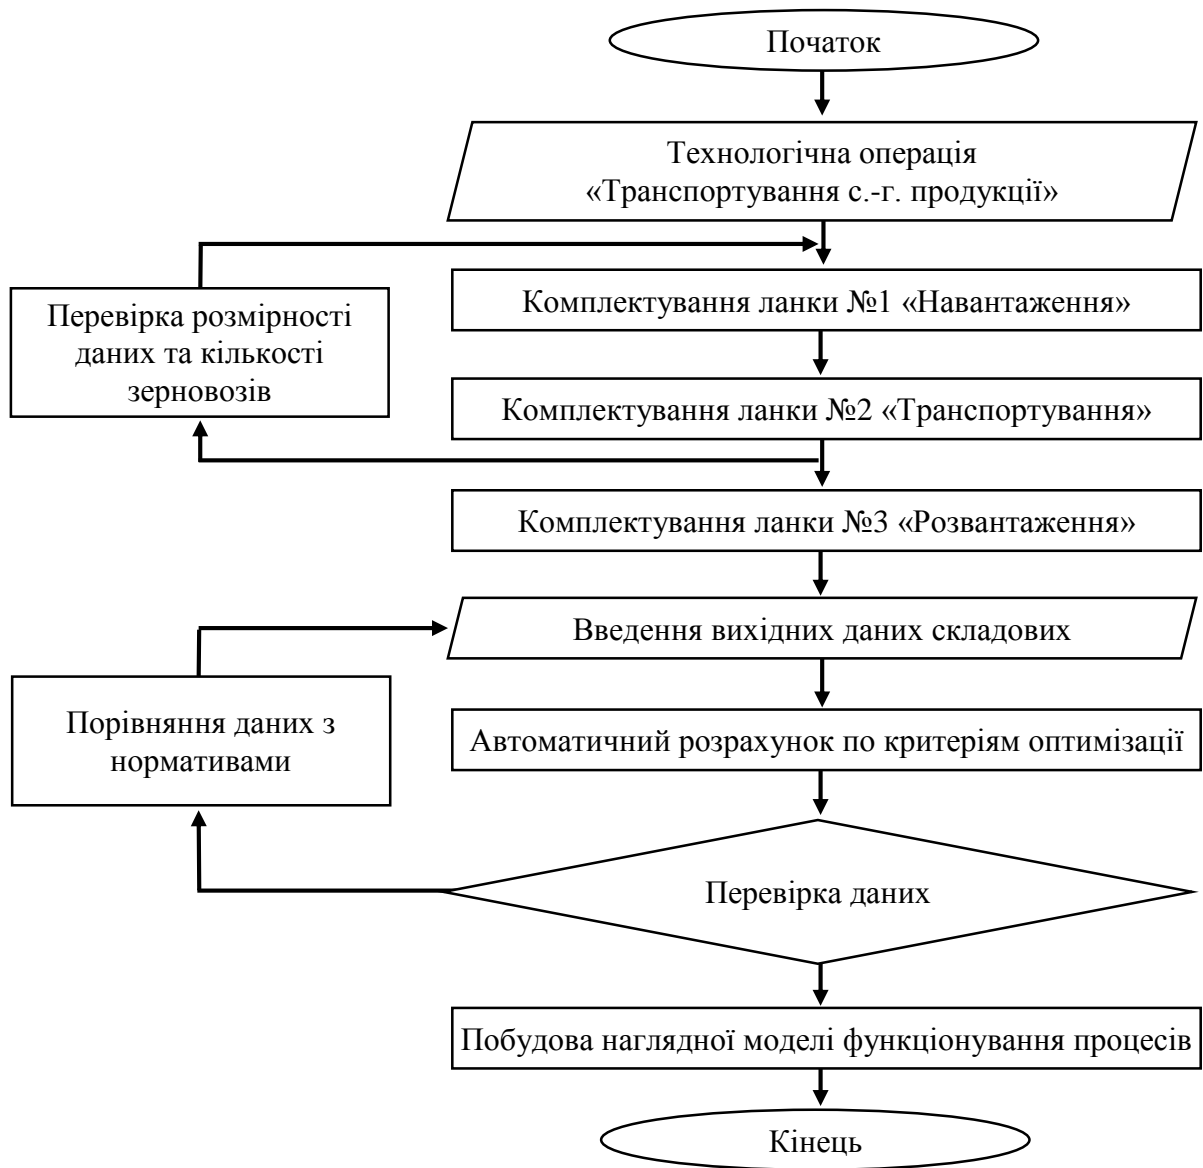 Початок
Технологічна операція
«Транспортування с.-г. продукції»
Комплектування ланки №1 «Навантаження»
Перевірка розмірності
даних та кількості
зерновозів
Комплектування ланки №2 «Транспортування»
Комплектування ланки №3 «Розвантаження»
Введення вихідних даних складових
Порівняння даних з
нормативами
Автоматичний розрахунок по критеріям оптимізації
Перевірка даних
Побудова наглядної моделі функціонування процесів
Кінець